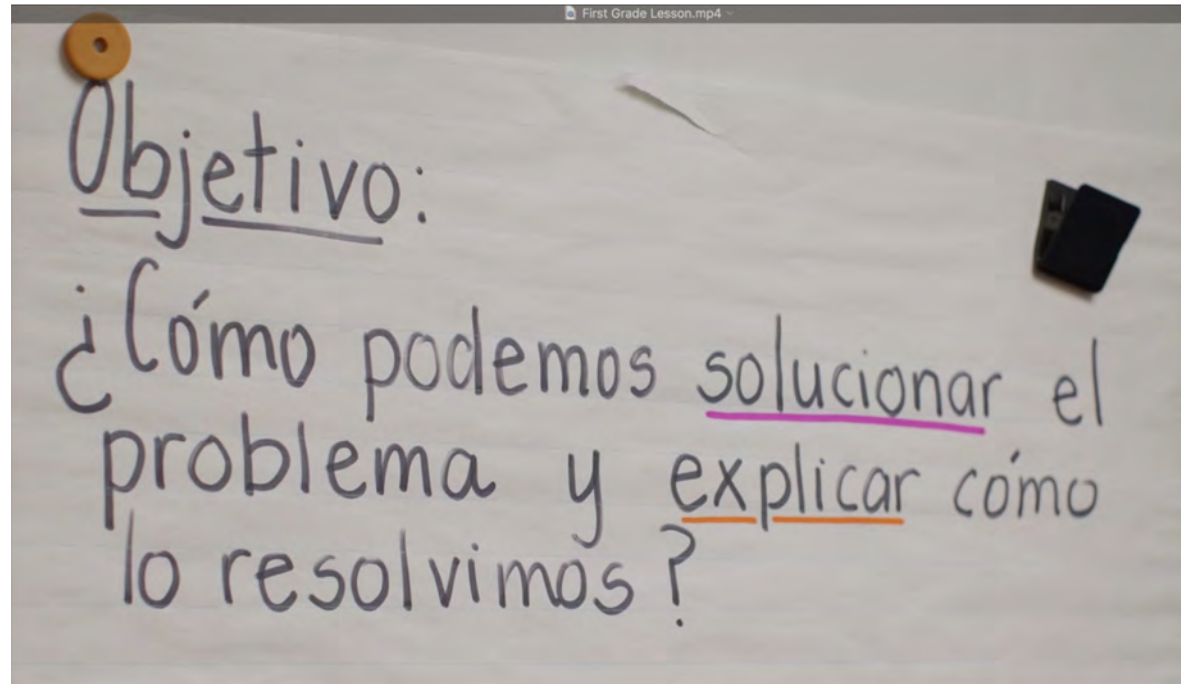 First Grade Lesson.mp4
Objetivo:
¿Cómo podemos solucionar el
problema y explicar cómo
lo resolvimos?